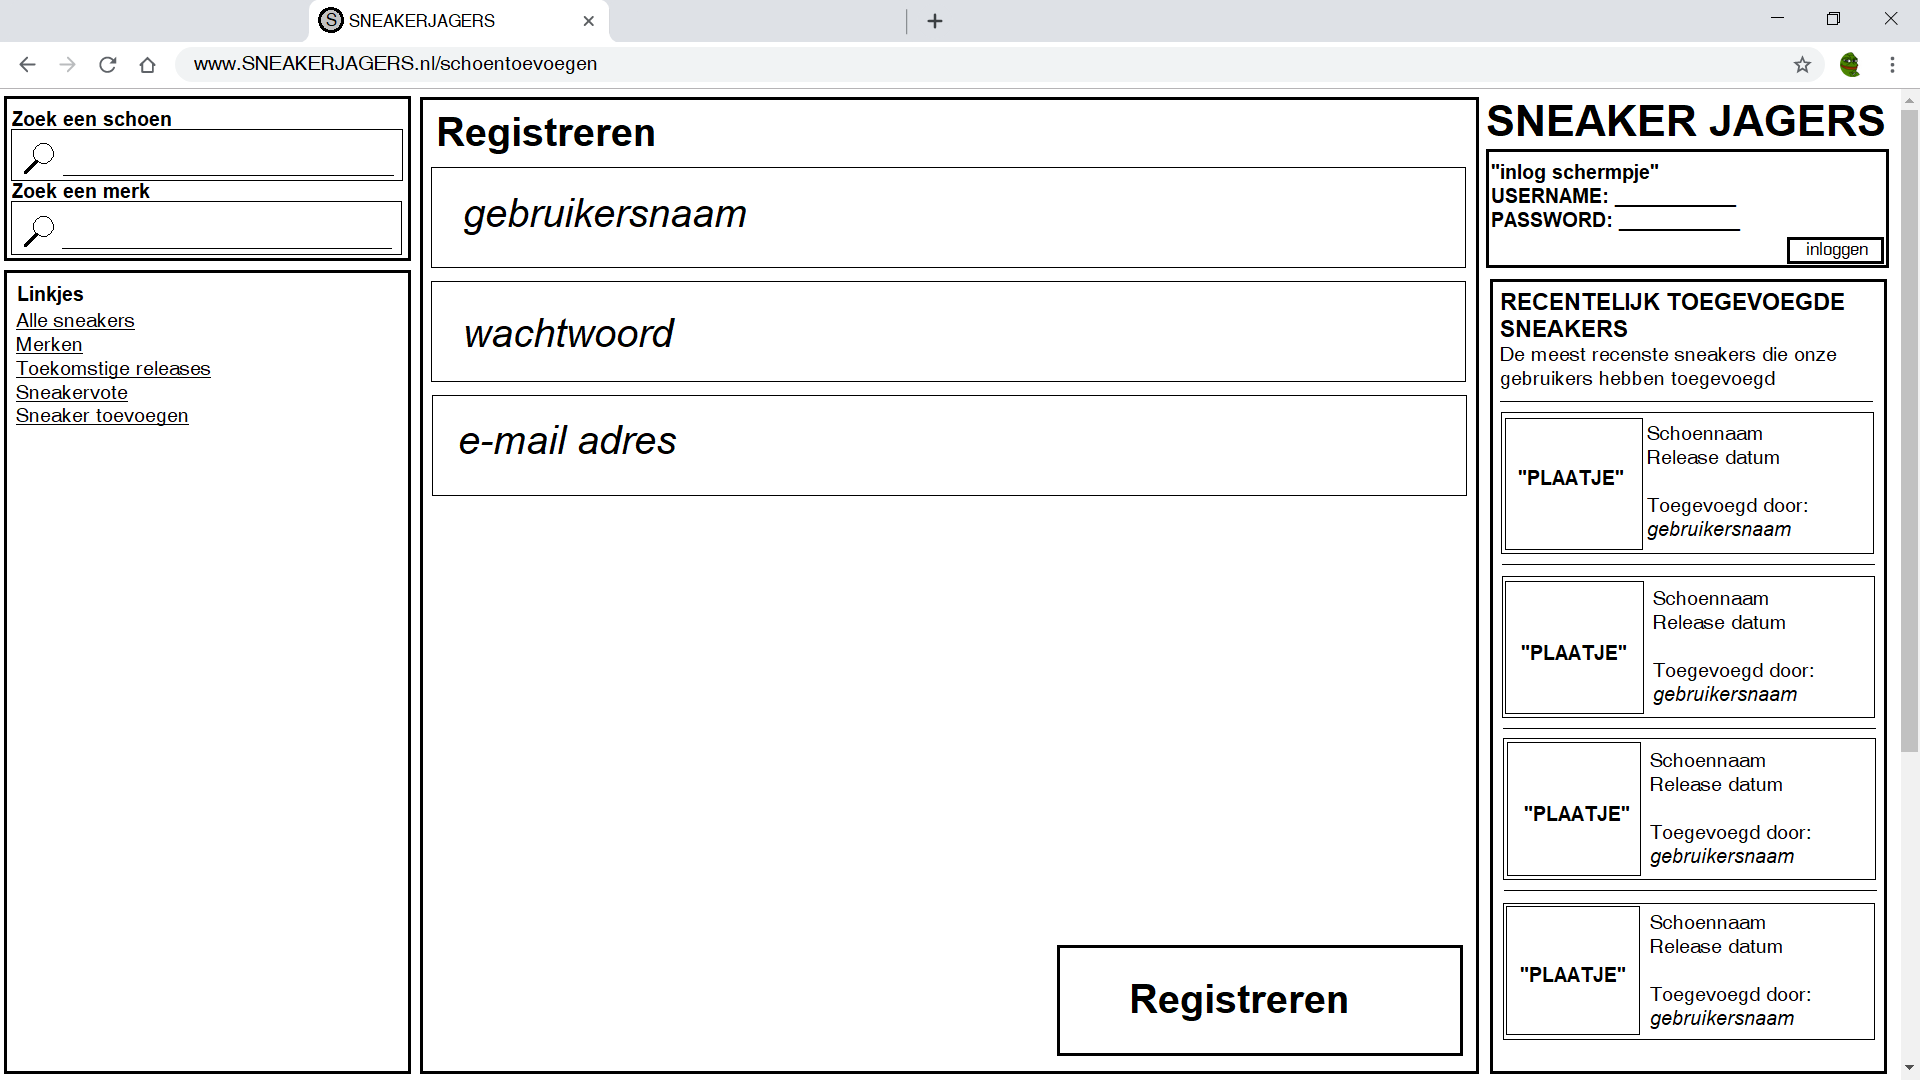 SNEAKERJAGERS
www.SNEAKERJAGERS.nl/schoentoevoegen
Zoek een schoen
Zoek een merk
Linkjes
Alle sneakers
Merken
Toekomstige releases
Sneakervote
Sneaker toevoegen
Registreren
gebruikersnaam
wachtwoord
e-mail adres
Registreren
SNEAKER JAGERS
"inlog schermpje"
USERNAME: ___________
PASSWORD: ___________
inloggen
RECENTELIJK TOEGEVOEGDE
SNEAKERS
De meest recenste sneakers die onze
gebruikers hebben toegevoegd
"PLAATJE"
Schoennaam
Release datum
Toegevoegd door:
gebruikersnaam
"PLAATJE"
Schoennaam
Release datum
Toegevoegd door:
gebruikersnaam
"PLAATJE"
Schoennaam
Release datum
Toegevoegd door:
gebruikersnaam
"PLAATJE"
Schoennaam
Release datum
Toegevoegd door:
gebruikersnaam